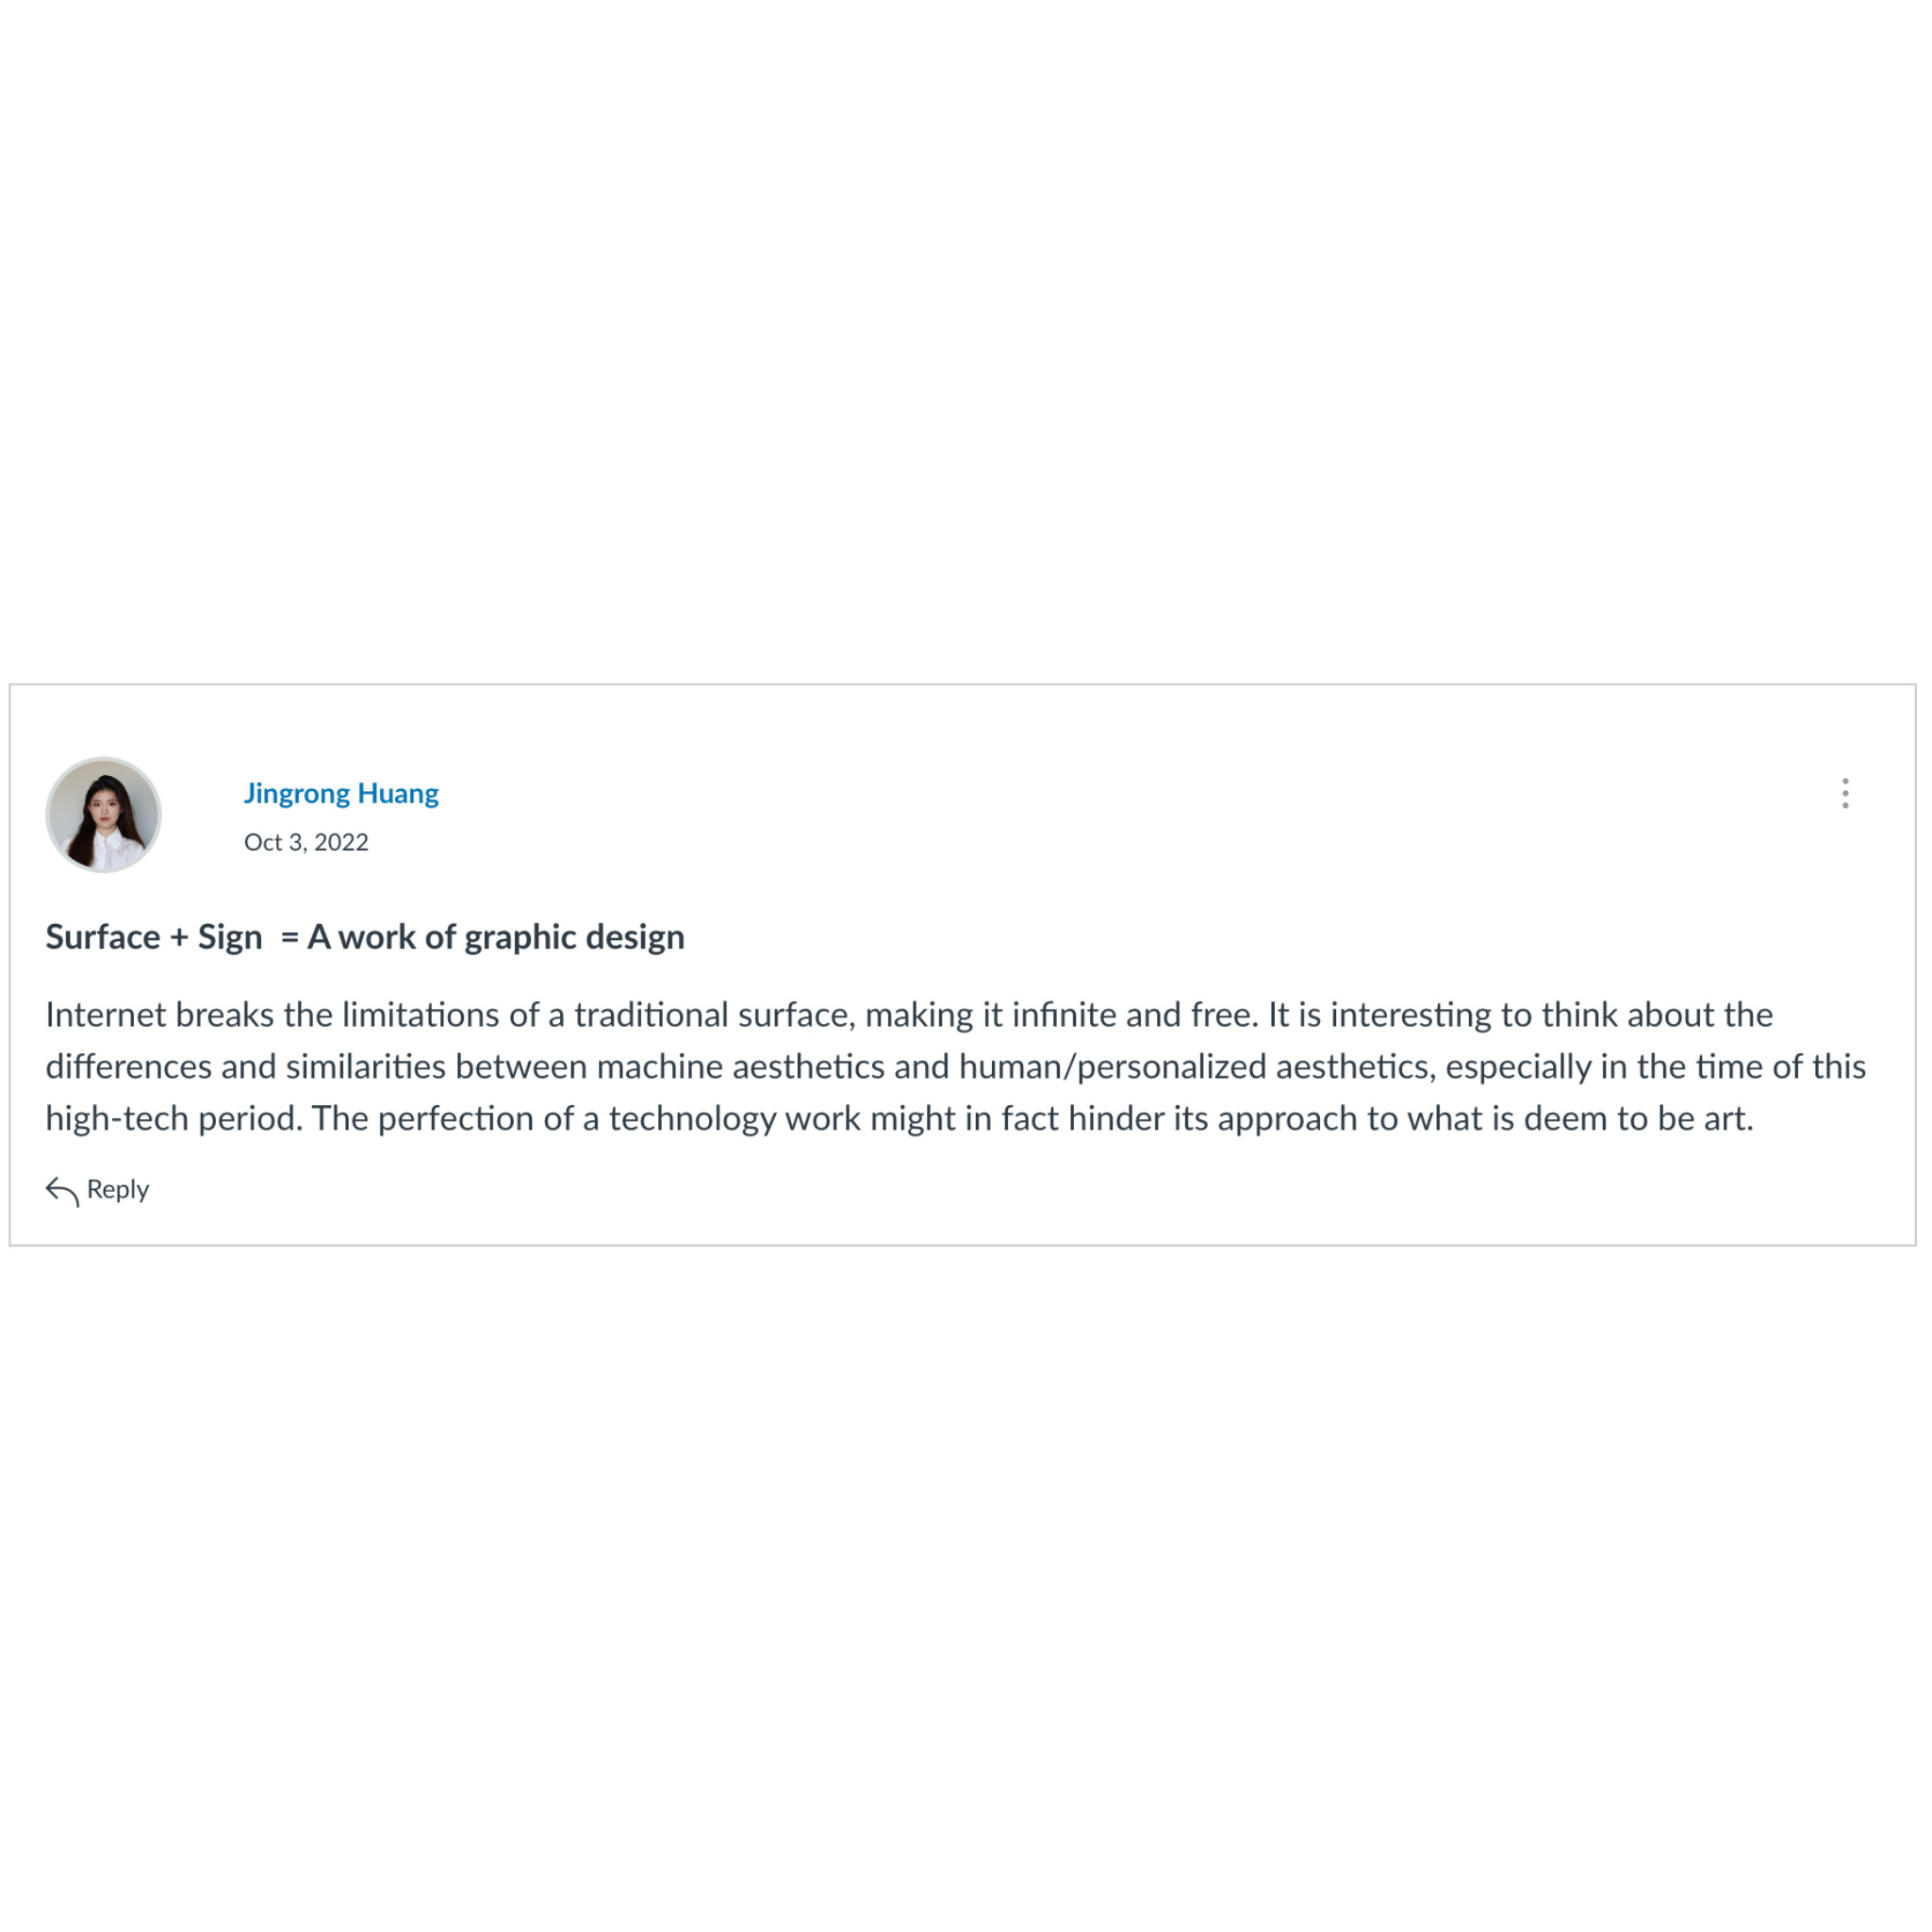 Jingrong Huang
Oct 3, 2022
Surface + Sign  = A work of graphic design
Internet breaks the limitations of a traditional surface, making it infinite and free. It is interesting to think about the
differences and similarities between machine aesthetics and human/personalized aesthetics, especially in the time of this
high-tech period. The perfection of a technology work might in fact hinder its approach to what is deem to be art.
Reply